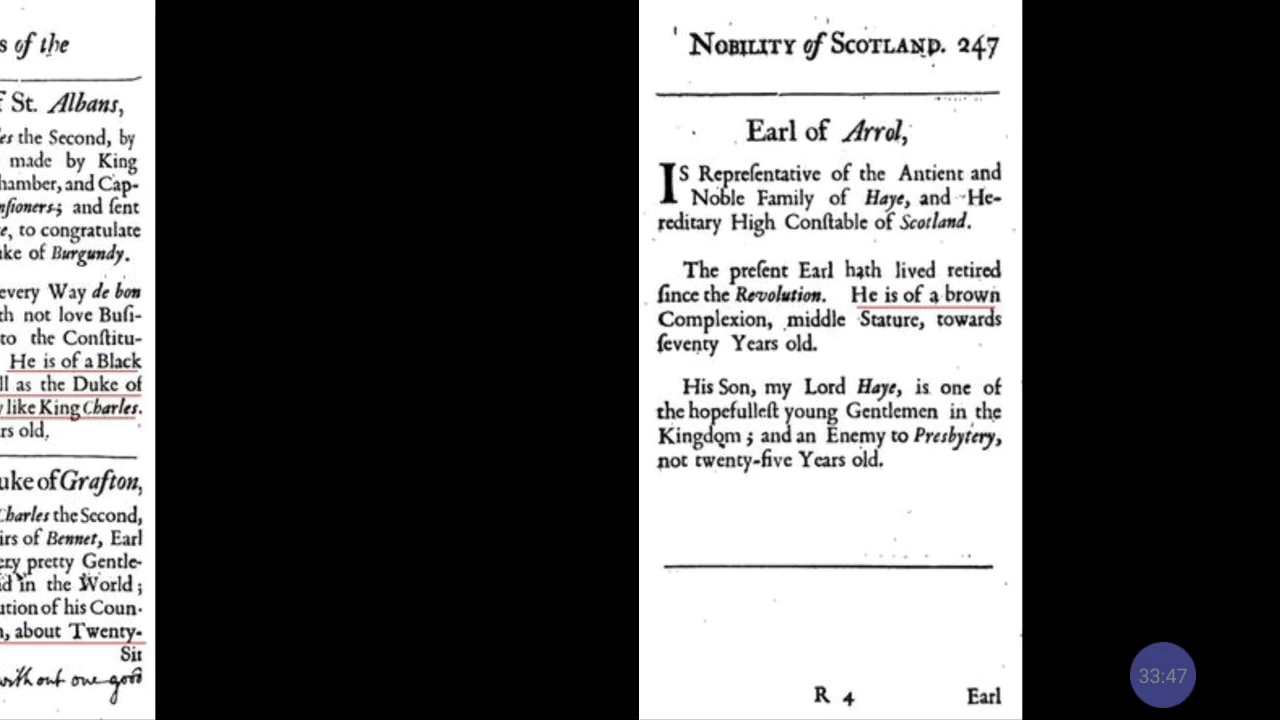 s of the
f St. Albans,
es the Second, by
made by King
hamber, and Cap-
nſioners; and ſent
e, to congratulate
ke of Burgundy.
every Way de bon
th not love Buſi-
to the Conſtitu-
He is of a Black
ll as the Duke of
like King Charles.
rs old.
uke of Grafton,
Charles the Second,
irs of Bennet, Earl
ery pretty Gentle-
d in the World;
ution of his Coun-
n, about Twenty-
Sir
without one good
NOBILITY of SCOTLAND. 247
Earl of Arrol,
IS Repreſentative of the Antient and
Noble Family of Haye, and He-
reditary High Conſtable of Scotland.
The preſent Earl hath lived retired
ſince the Revolution. He is of a brown
Complexion, middle Stature, towards
ſeventy Years old.
His Son, my Lord Haye, is one of
the hopefulleſt young Gentlemen in the
Kingdom; and an Enemy to Presbytery,
not twenty-five Years old.
R 4 Earl
33:47